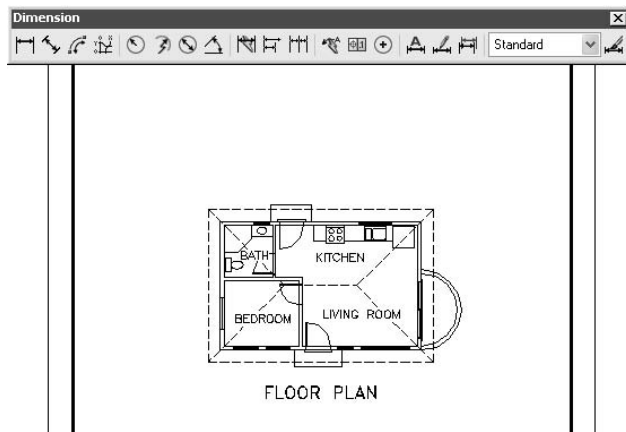 Dimension
Standard
BATH
KITCHEN
BEDROOM
LIVING ROOM
FLOOR PLAN